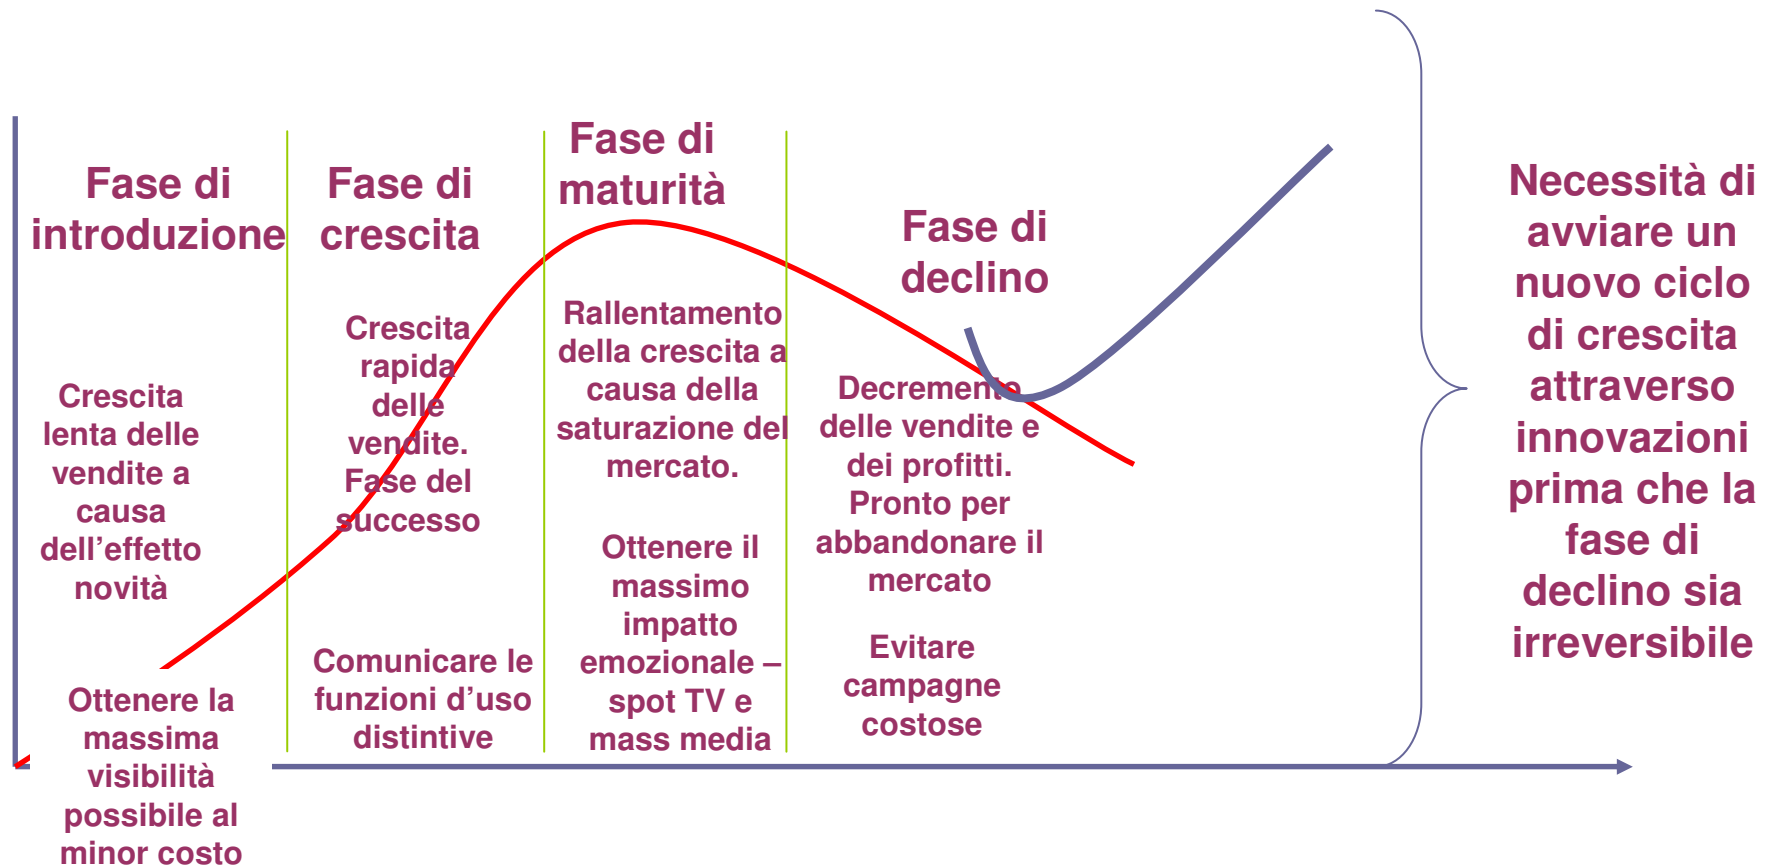 Fase di
introduzione
Crescita
lenta delle
vendite a
causa
dell’effetto
novità
Ottenere la
massima
visibilità
possibile al
minor costo
Fase di
crescita
Crescita
rapida
delle
vendite.
Fase del
successo
Comunicare le
funzioni d’uso
distintive
Fase di
maturità
Rallentamento
della crescita a
causa della
saturazione del
mercato.
Ottenere il
massimo
impatto
emozionale –
spot TV e
mass media
Fase di
declino
Decremento
delle vendite e
dei profitti.
Pronto per
abbandonare il
mercato
Evitare
campagne
costose
Necessità di
avviare un
nuovo ciclo
di crescita
attraverso
innovazioni
prima che la
fase di
declino sia
irreversibile